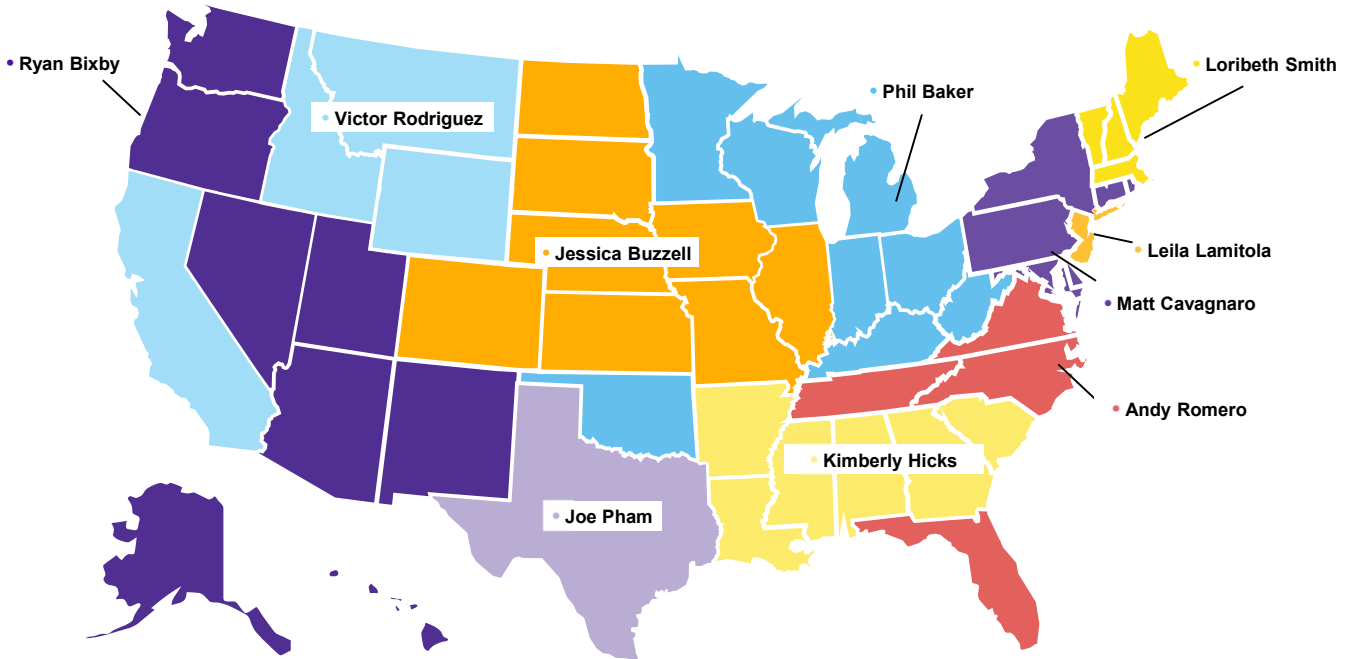 • Ryan Bixby
• Loribeth Smith
• Phil Baker
• Victor Rodriguez
• Jessica Buzzell
• Leila Lamitola
• Matt Cavagnaro
• Andy Romero
• Kimberly Hicks
• Joe Pham